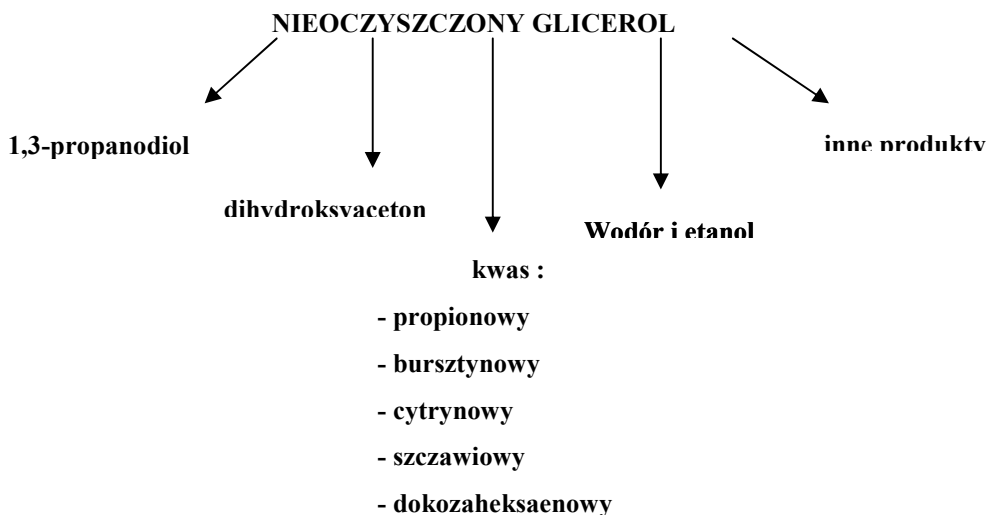 NIEOCZYSZCZONY GLICEROL
1,3-propanodiol
inne produkty
dihydroksyaceton
Wodór i etanol
kwas :
- propionowy
- bursztynowy
- cytrynowy
- szczawiowy
- dokozaheksaenowy